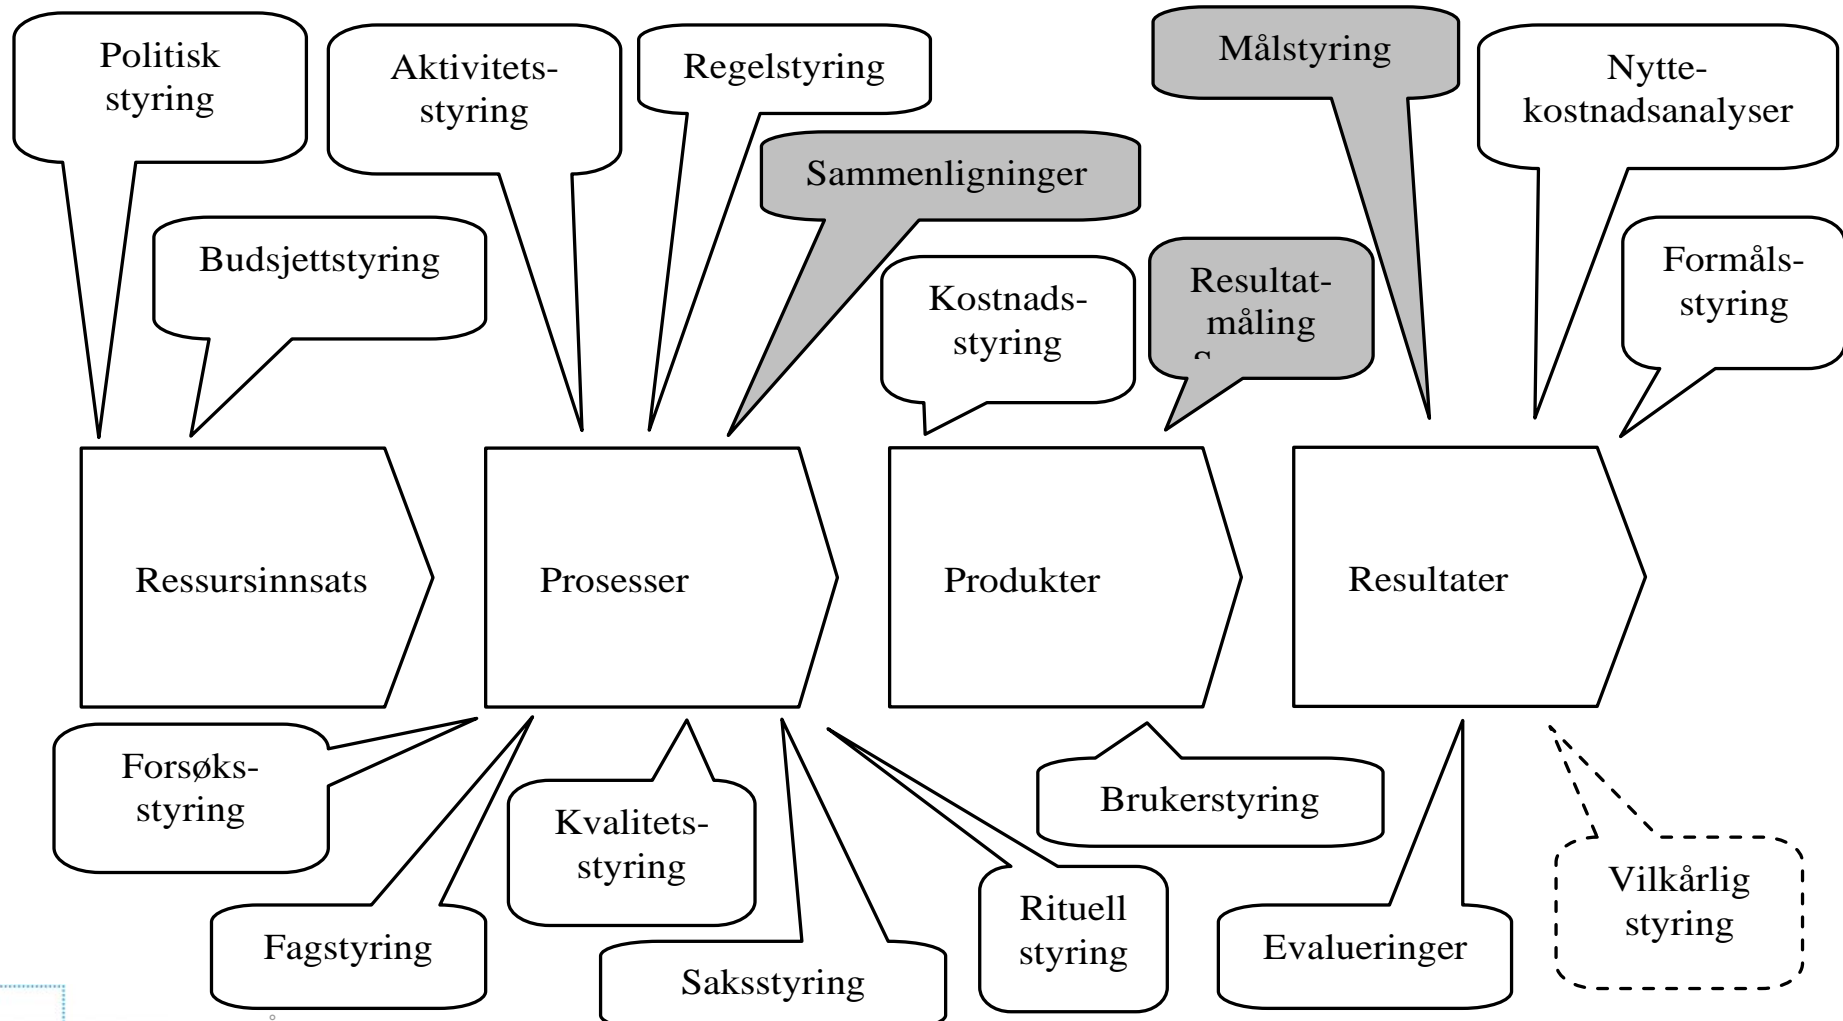 Politisk
styring
Aktivitets-
styring
Regelstyring
Målstyring
Nytte-
kostnadsanalyser
Sammenligninger
Budsjettstyring
Kostnads-
styring
Resultat-
måling
Formåls-
styring
Ressursinnsats
Prosesser
Produkter
Resultater
Forsøks-
styring
Kvalitets-
styring
Brukerstyring
Vilkårlig
styring
Fagstyring
Saksstyring
Rituell
styring
Evalueringer